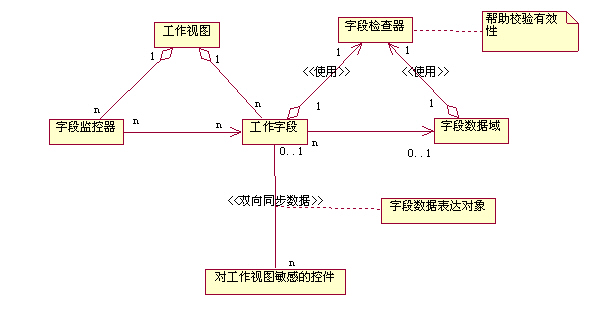 工作视图
字段检查器
帮助校验有效
性
1
1
1
1
<<使用>>
<<使用>>
n
n
1
1
字段监控器
n
n
工作字段
0..1
n
0..1
字段数据域
<<双向同步数据>>
字段数据表达对象
n
对工作视图敏感的控件